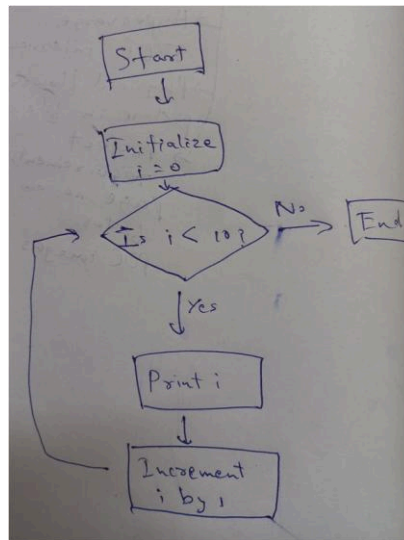 Start
Initialize
i = 0
Is i < 10?
No
End
Yes
Print i
Increment
i by 1